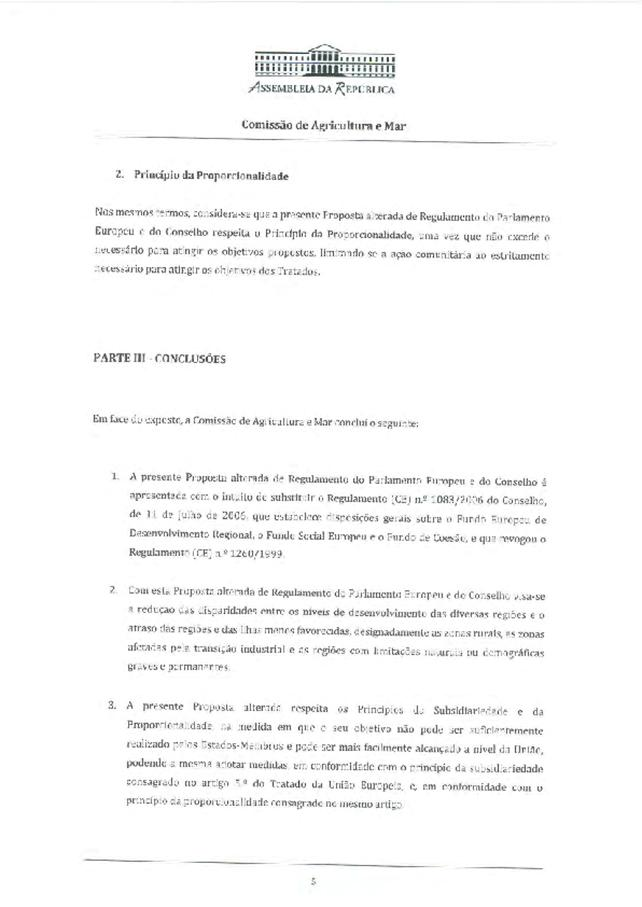 ASSEMBLEIA DA REPÚBLICA
Comissão de Agricultura e Mar
2. Princípio da Proporcionalidade
Nos mesmos termos, considera-se que a presente Proposta alterada de Regulamento do Parlamento
Europeu e do Conselho respeita o Princípio da Proporcionalidade, uma vez que não excede o
necessário para atingir os objetivos propostos, limitando-se a ação comunitária ao estritamente
necessário para atingir os objetivos dos Tratados.
PARTE III - CONCLUSÕES
Em face do exposto, a Comissão de Agricultura e Mar conclui o seguinte:
1. A presente Proposta alterada de Regulamento do Parlamento Europeu e do Conselho é
apresentada com o intuito de substituir o Regulamento (CE) n.º 1083/2006 do Conselho,
de 11 de julho de 2006, que estabelece disposições gerais sobre o Fundo Europeu de
Desenvolvimento Regional, o Fundo Social Europeu e o Fundo de Coesão, e que revogou o
Regulamento (CE) n.º 1260/1999.
2. Com esta Proposta alterada de Regulamento do Parlamento Europeu e do Conselho visa-se
a redução das disparidades entre os níveis de desenvolvimento das diversas regiões e o
atraso das regiões e das ilhas menos favorecidas, designadamente as zonas rurais, as zonas
afetadas pela transição industrial e as regiões com limitações naturais ou demográficas
graves e permanentes.
3. A presente Proposta alterada respeita os Princípios da Subsidiariedade e da
Proporcionalidade, na medida em que o seu objetivo não pode ser suficientemente
realizado pelos Estados-Membros e pode ser mais facilmente alcançado a nível da União,
podendo a mesma adotar medidas, em conformidade com o princípio da subsidiariedade
consagrado no artigo 5.º do Tratado da União Europeia, e, em conformidade com o
princípio da proporcionalidade consagrado no mesmo artigo.
5